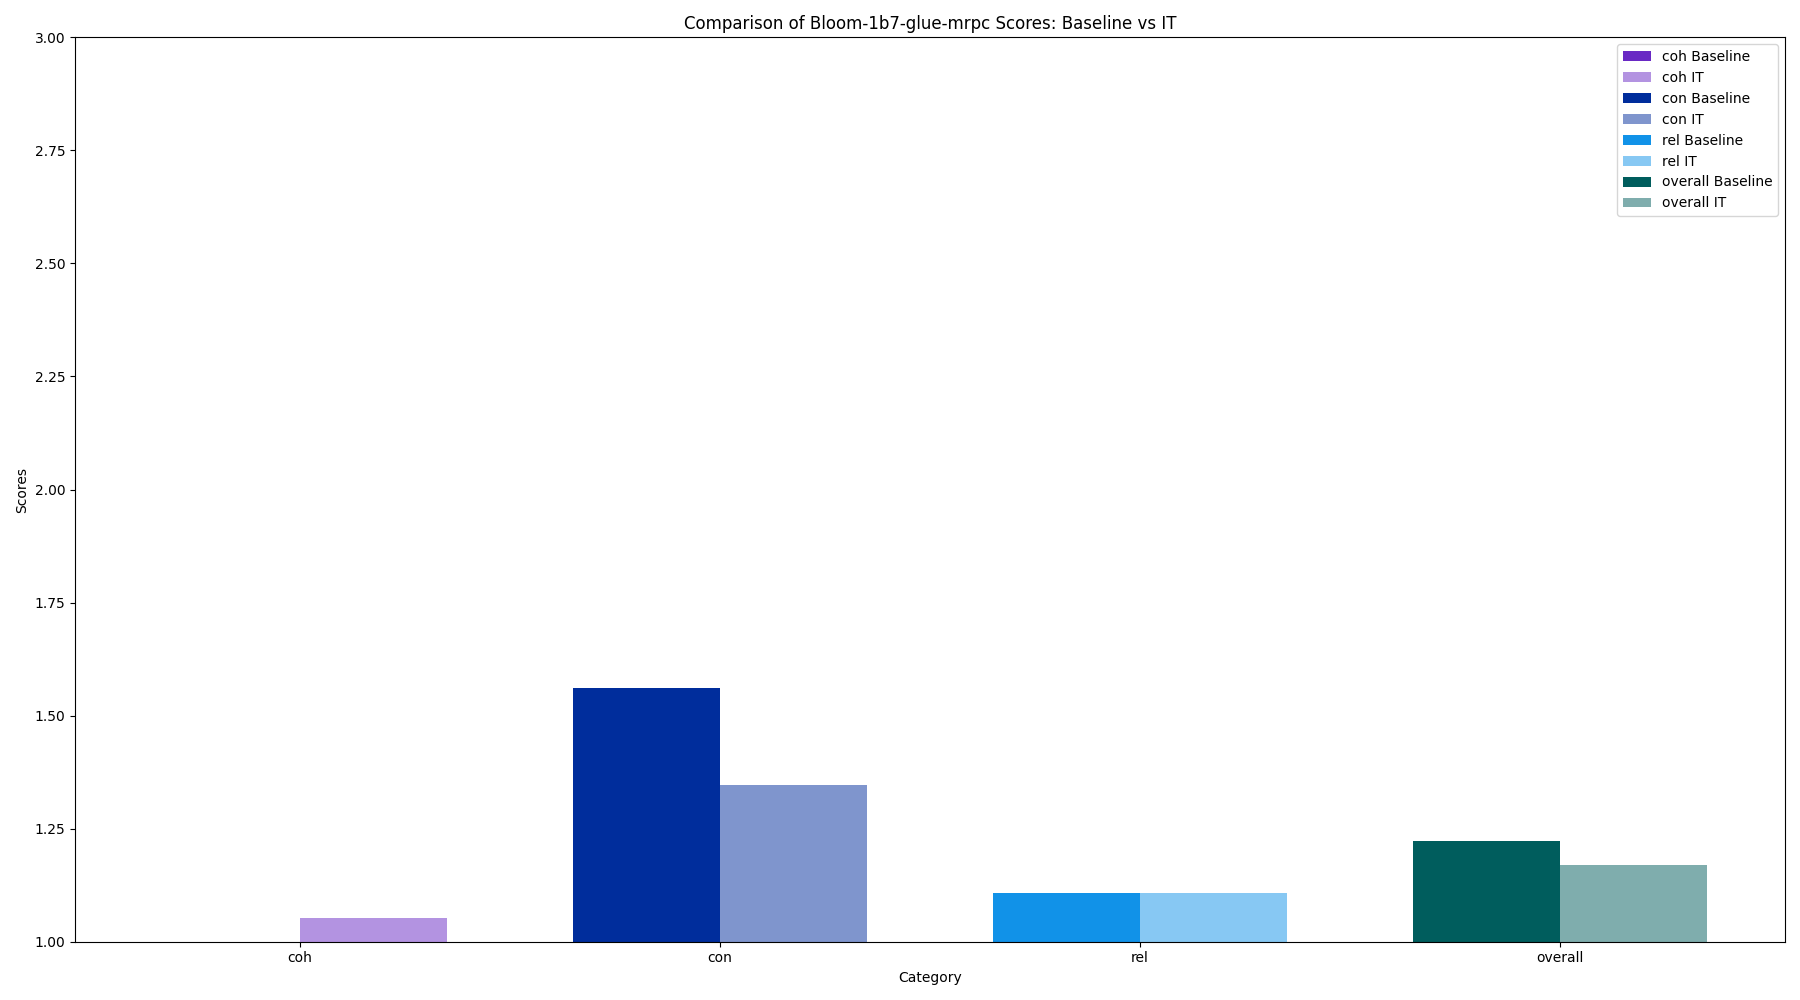 Comparison of Bloom-1b7-glue-mrpc Scores: Baseline vs IT
3.00
2.75
2.50
2.25
2.00
1.75
1.50
1.25
1.00
Scores
coh Baseline
coh IT
con Baseline
con IT
rel Baseline
rel IT
overall Baseline
overall IT
coh
con
rel
overall
Category